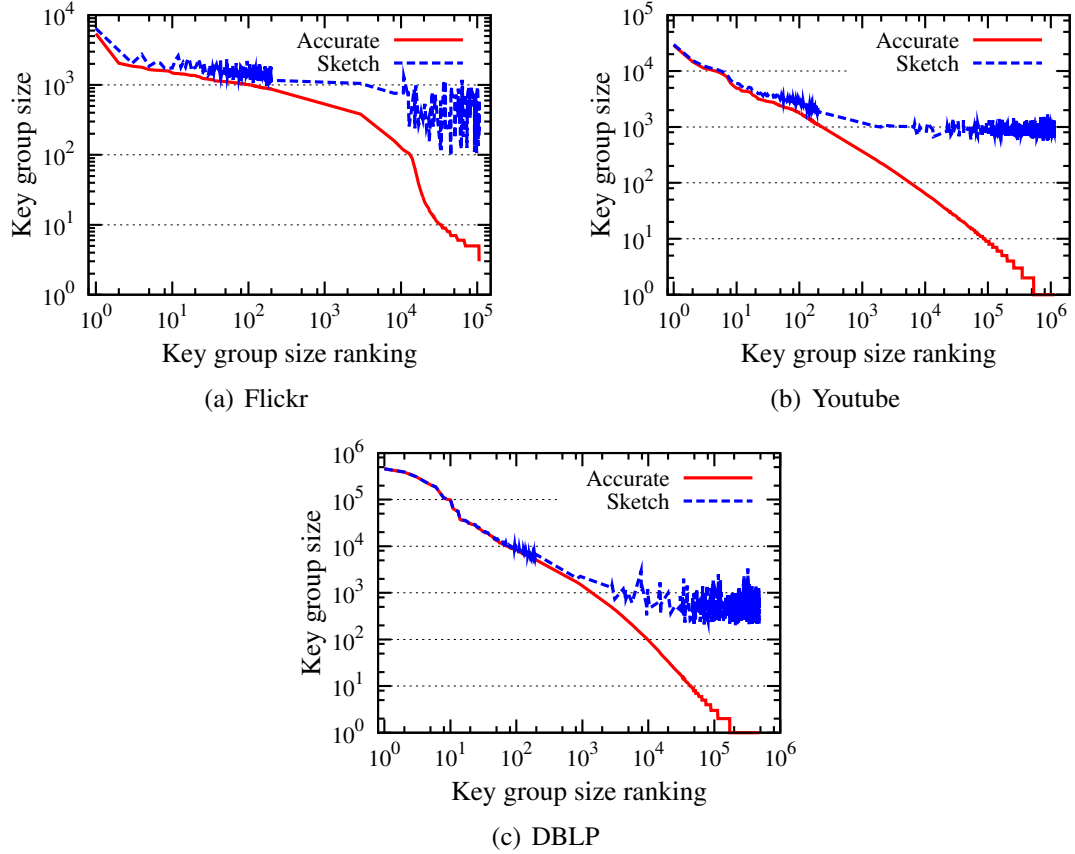 10^4
10^3
10^2
10^1
10^0
Key group size
Accurate
Sketch
10^0 10^1 10^2 10^3 10^4 10^5
Key group size ranking
(a) Flickr
10^5
10^4
10^3
10^2
10^1
10^0
Key group size
Accurate
Sketch
10^0 10^1 10^2 10^3 10^4 10^5 10^6
Key group size ranking
(b) Youtube
10^6
10^5
10^4
10^3
10^2
10^1
10^0
Key group size
Accurate
Sketch
10^0 10^1 10^2 10^3 10^4 10^5 10^6
Key group size ranking
(c) DBLP